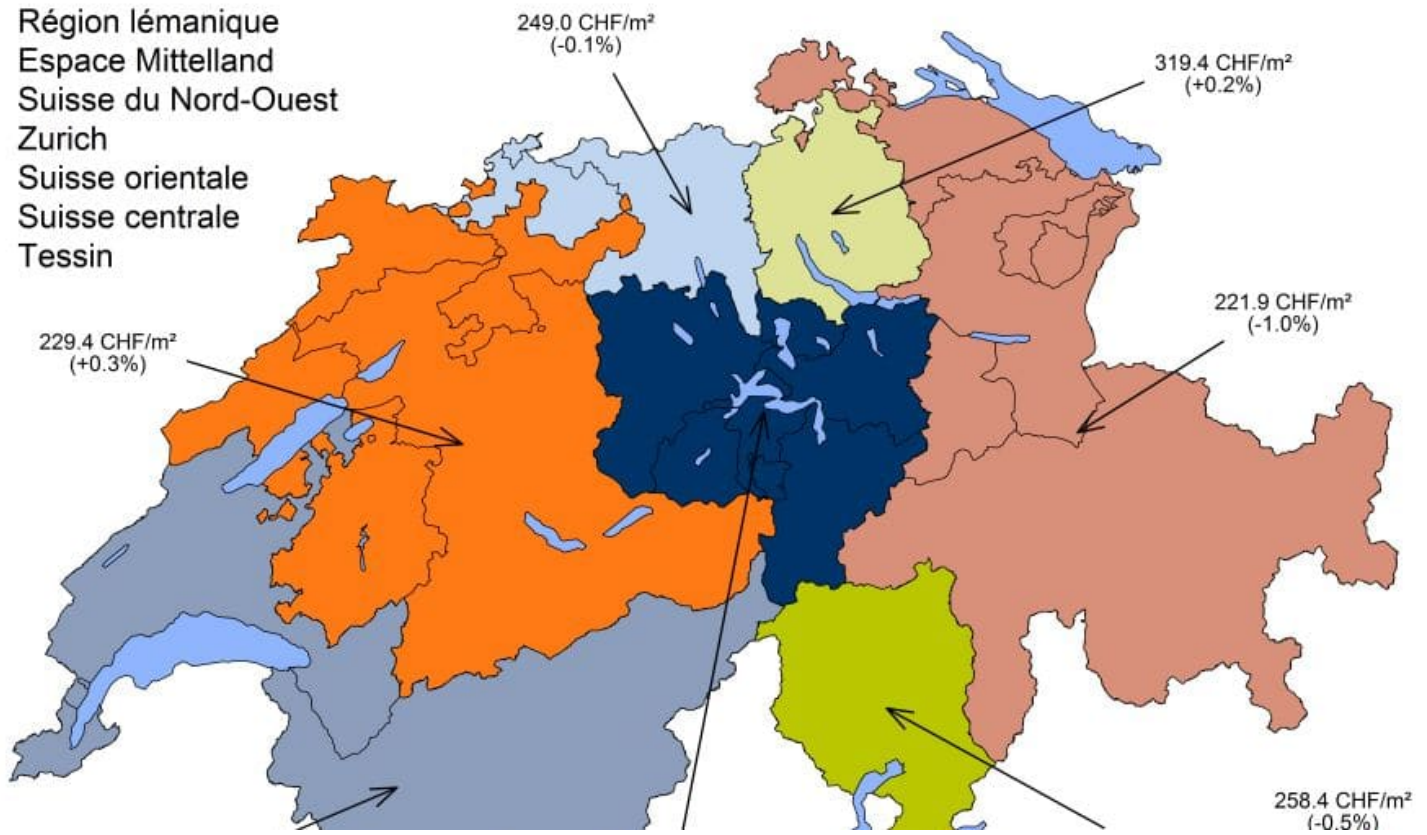 Région lémanique
Espace Mittelland
Suisse du Nord-Ouest
Zurich
Suisse orientale
Suisse centrale
Tessin
249.0 CHF/m²
(-0.1%)
319.4 CHF/m²
(+0.2%)
229.4 CHF/m²
(+0.3%)
221.9 CHF/m²
(-1.0%)
258.4 CHF/m²
(-0.5%)